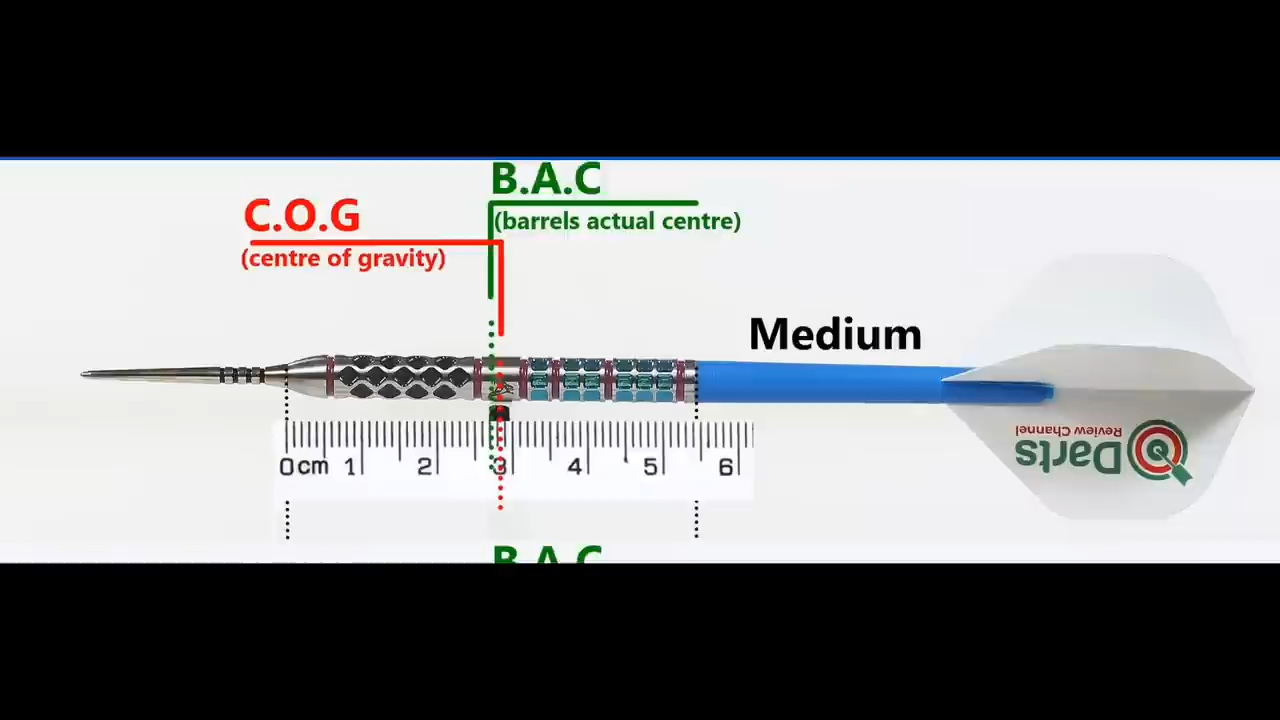 B.A.C
(barrels actual centre)
C.O.G
(centre of gravity)
Medium
0cm 1 2 3 4 5 6
Darts
Review Channel
B.A.C